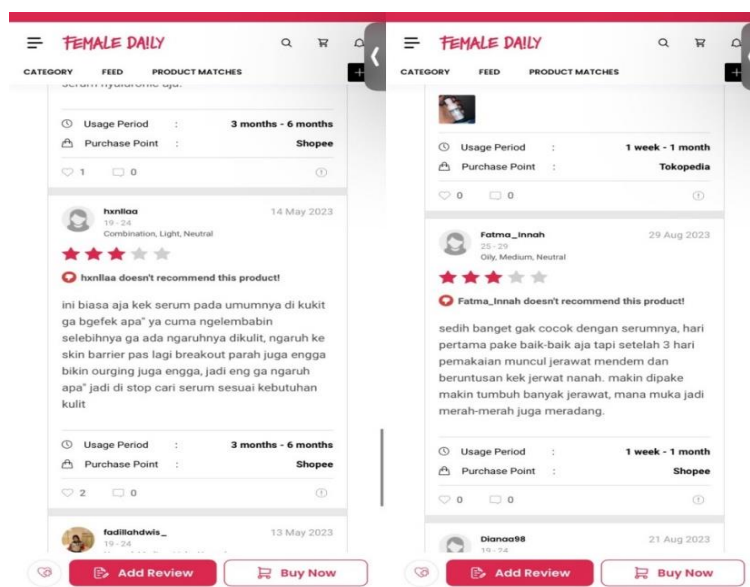 FEMALE DAILY
CATEGORY FEED PRODUCT MATCHES
serum hyaluronic aja.
Usage Period : 3 months - 6 months
Purchase Point : Shopee
1 0
hxnllaa 14 May 2023
19 - 24
Combination, Light, Neutral
hxnllaa doesn't recommend this product!
ini biasa aja kek serum pada umumnya di kukit
ga bgefek apa" ya cuma ngelembabin
selebihnya ga ada ngaruhnya dikulit, ngaruh ke
skin barrier pas lagi breakout parah juga engga
bikin ourging juga engga, jadi eng ga ngaruh
apa" jadi di stop cari serum sesuai kebutuhan
kulit
Usage Period : 3 months - 6 months
Purchase Point : Shopee
2 0
fadillahdwis_ 13 May 2023
19 - 24
Add Review Buy Now
FEMALE DAILY
CATEGORY FEED PRODUCT MATCHES
Usage Period : 1 week - 1 month
Purchase Point : Tokopedia
0 0
Fatma_Innah 29 Aug 2023
25 - 29
Oily, Medium, Neutral
Fatma_Innah doesn't recommend this product!
sedih banget gak cocok dengan serumnya, hari
pertama pake baik-baik aja tapi setelah 3 hari
pemakaian muncul jerawat mendem dan
beruntusan kek jerwat nanah. makin dipake
makin tumbuh banyak jerawat, mana muka jadi
merah-merah juga meradang.
Usage Period : 1 week - 1 month
Purchase Point : Shopee
0 0
Dianaa98 21 Aug 2023
19 - 24
Add Review Buy Now